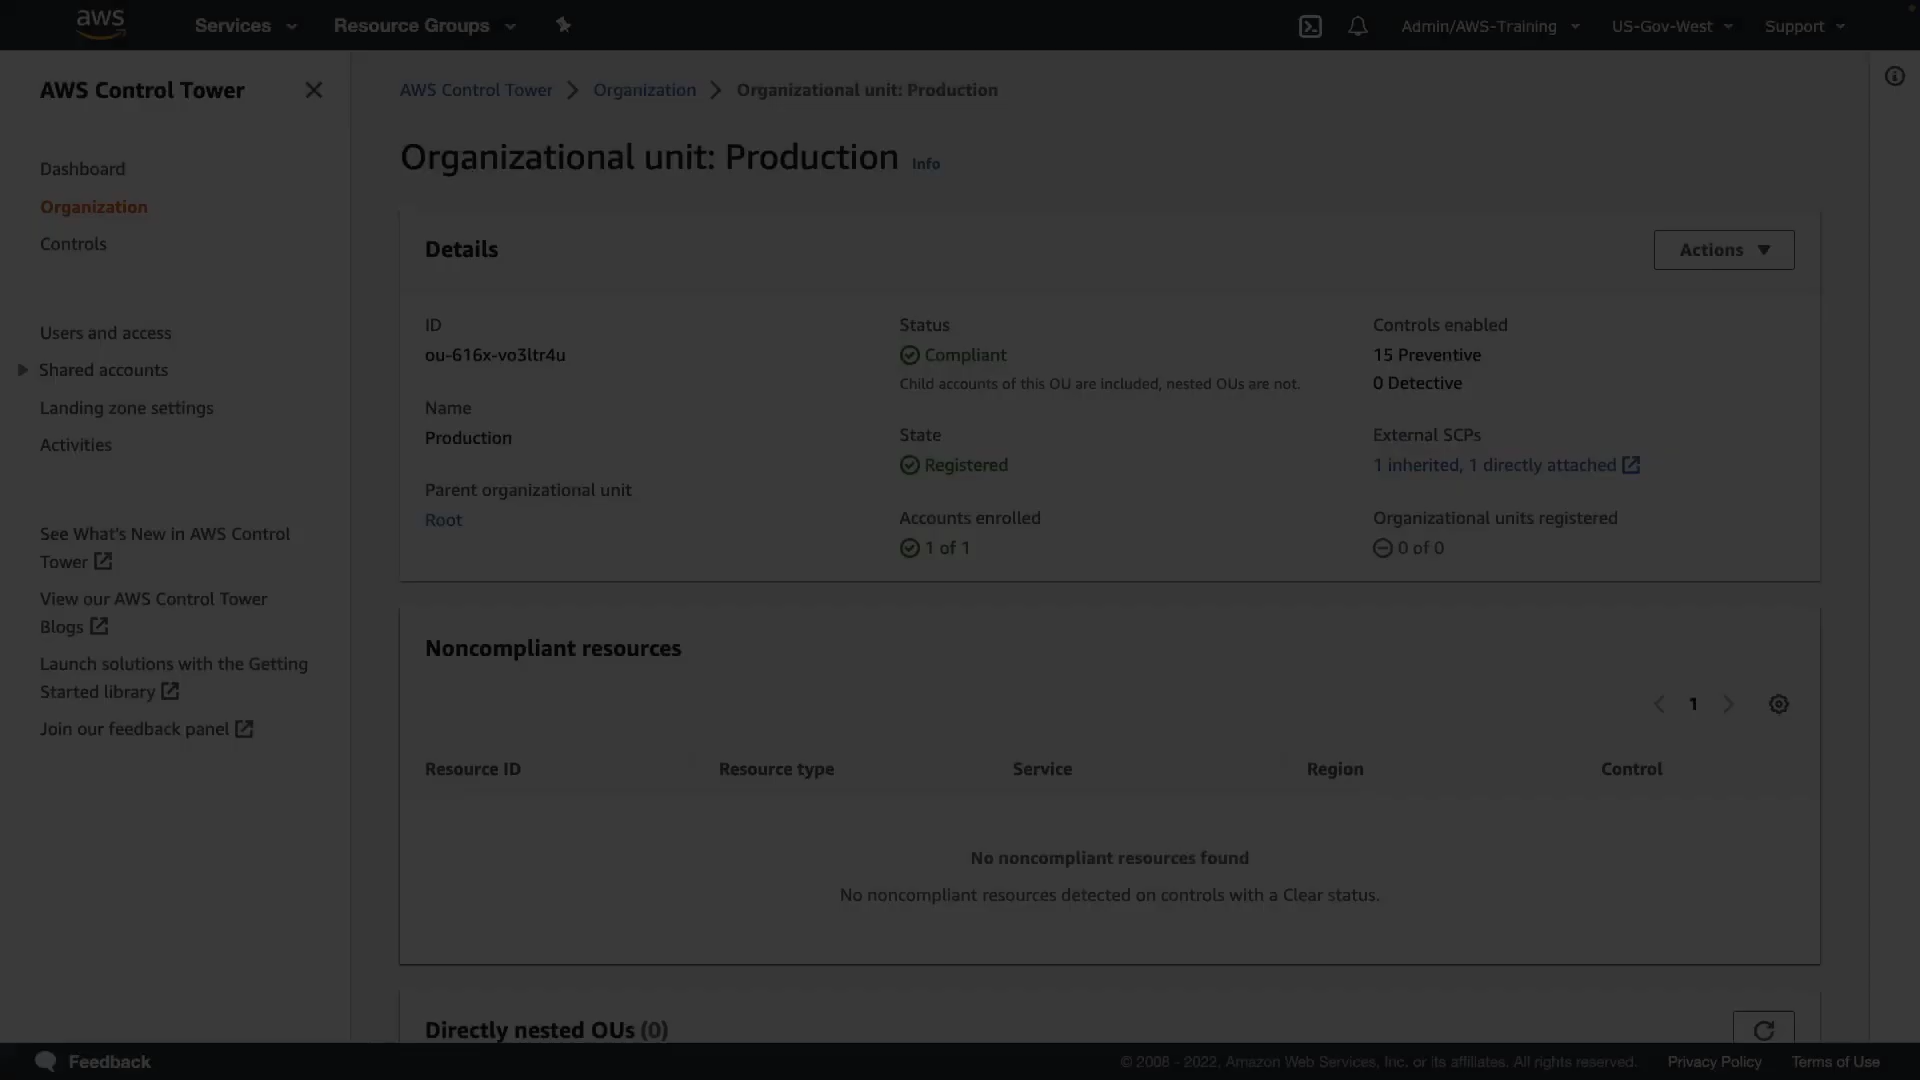 aws Services Resource Groups Admin/AWS-Training US-Gov-West Support
AWS Control Tower
Dashboard
Organization
Controls
Users and access
Shared accounts
Landing zone settings
Activities
See What's New in AWS Control
Tower
View our AWS Control Tower
Blogs
Launch solutions with the Getting
Started library
Join our feedback panel
AWS Control Tower Organization Organizational unit: Production
Organizational unit: Production Info
Details
Actions
ID
ou-616x-vo3ltr4u
Name
Production
Parent organizational unit
Root
Status
Compliant
Child accounts of this OU are included, nested OUs are not.
State
Registered
Accounts enrolled
1 of 1
Controls enabled
15 Preventive
0 Detective
External SCPs
1 inherited, 1 directly attached
Organizational units registered
0 of 0
Noncompliant resources
1
Resource ID Resource type Service Region Control
No noncompliant resources found
No noncompliant resources detected on controls with a Clear status.
Directly nested OUs (0)
Feedback
© 2008 - 2022, Amazon Web Services, Inc. or its affiliates. All rights reserved. Privacy Policy Terms of Use